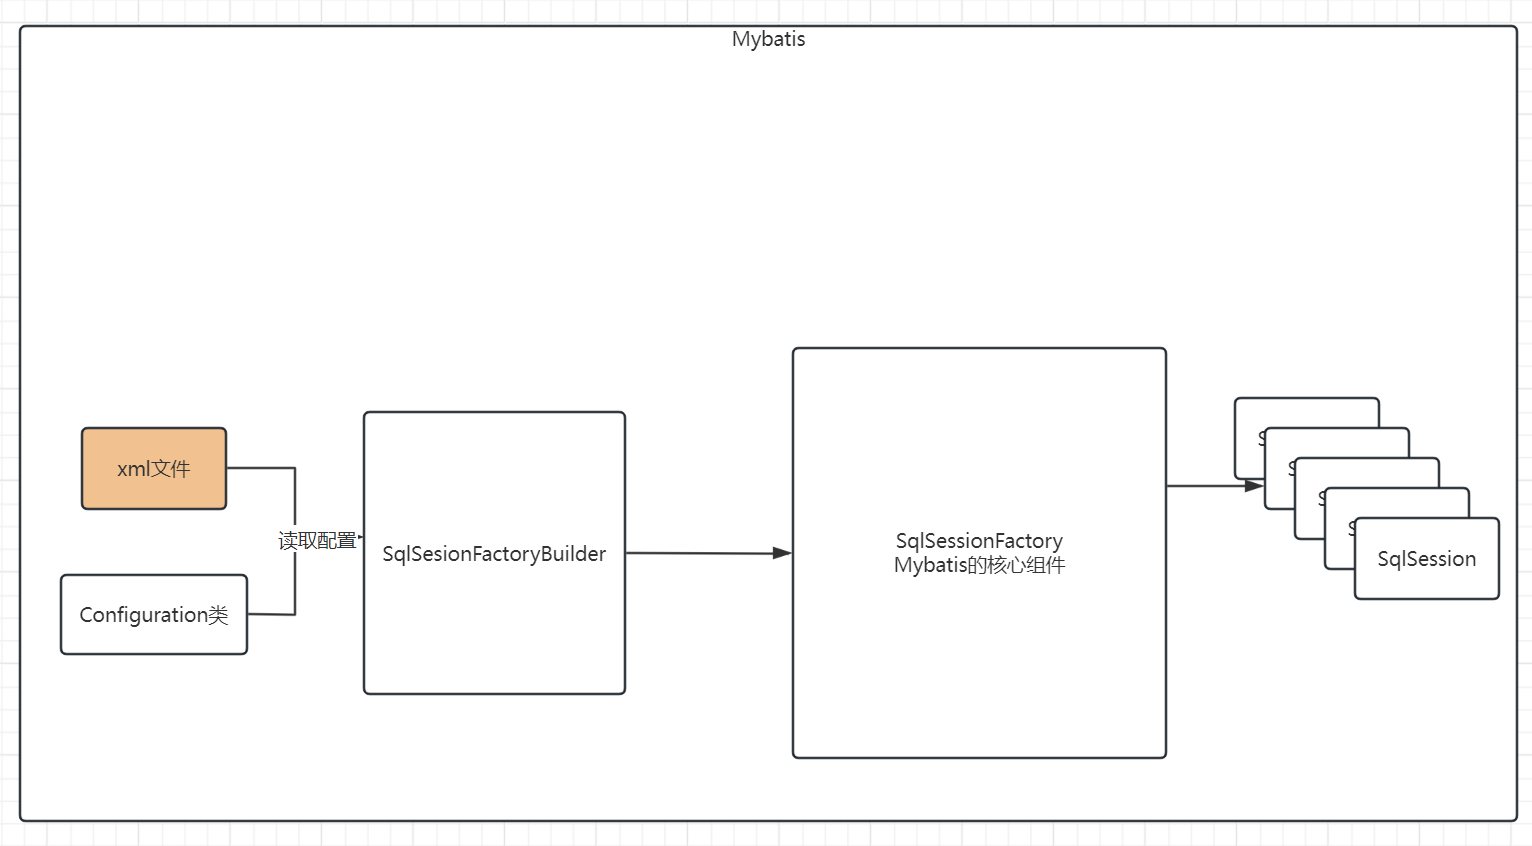 Mybatis
xml文件
读取配置
Configuration类
SqlSesionFactoryBuilder
SqlSessionFactory
Mybatis的核心组件
S
S
S
S
SqlSession